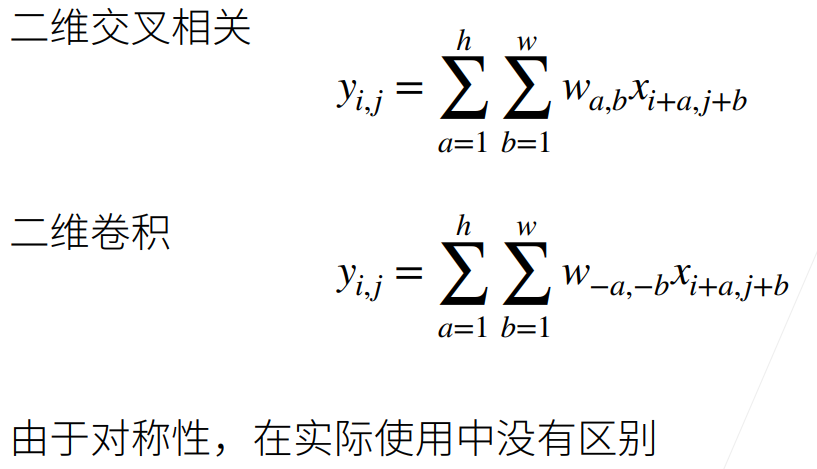 二维交叉相关
$y_{i,j} = \sum_{a=1}^{h} \sum_{b=1}^{w} w_{a,b} x_{i+a,j+b}$
二维卷积
$y_{i,j} = \sum_{a=1}^{h} \sum_{b=1}^{w} w_{-a,-b} x_{i+a,j+b}$
由于对称性，在实际使用中没有区别